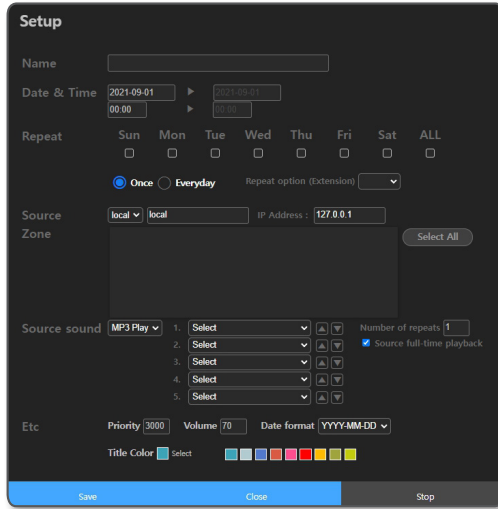 Setup
Name
Date & Time 2021-09-01 ▶ 2021-09-01
00:00 ▶ 00:00
Repeat Sun Mon Tue Wed Thu Fri Sat ALL
Once Everyday Repeat option (Extension)
Source local local IP Address : 127.0.0.1
Zone Select All
Source sound MP3 Play 1. Select ▲ ▼ Number of repeats 1
2. Select ▲ ▼ Source full-time playback
3. Select ▲ ▼
4. Select ▲ ▼
5. Select ▲ ▼
Etc Priority 3000 Volume 70 Date format YYYY-MM-DD
Title Color Select
Save Close Stop